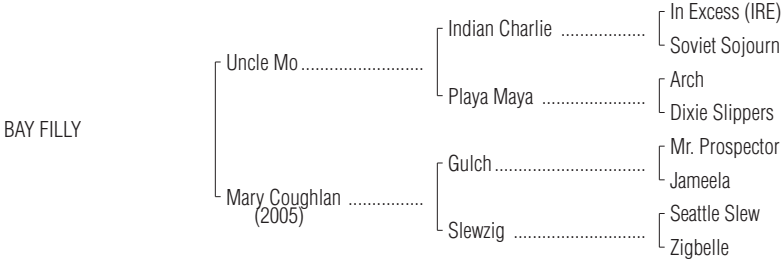 In Excess (IRE)
Indian Charlie ...................
Soviet Sojourn
Uncle Mo ...........................
Arch
Playa Maya .......................
Dixie Slippers
BAY FILLY
Mr. Prospector
Gulch..................................
Jameela
Mary Coughlan .................
(2005)
Seattle Slew
Slewzig .............................
Zigbelle